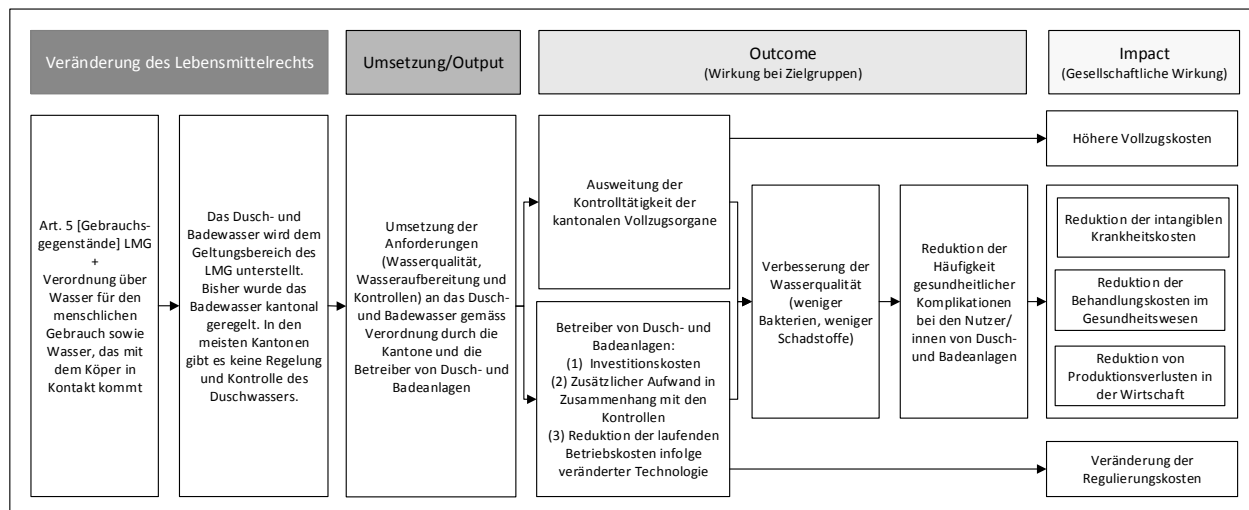 Veränderung des Lebensmittelrechts
Umsetzung/Output
Outcome
(Wirkung bei Zielgruppen)
Impact
(Gesellschaftliche Wirkung)
Art. 5 [Gebrauchs-
gegenstände] LMG
+
Verordnung über
Wasser für den
menschlichen
Gebrauch sowie
Wasser, das mit
dem Köper in
Kontakt kommt
Das Dusch- und
Badewasser wird dem
Geltungsbereich des
LMG unterstellt.
Bisher wurde das
Badewasser kantonal
geregelt. In den
meisten Kantonen
gibt es keine Regelung
und Kontrolle des
Duschwassers.
Umsetzung der
Anforderungen
(Wasserqualität,
Wasseraufbereitung und
Kontrollen) an das Dusch-
und Badewasser gemäss
Verordnung durch die
Kantone und die
Betreiber von Dusch- und
Badeanlagen
Ausweitung der
Kontrolltätigkeit der
kantonalen Vollzugsorgane
Betreiber von Dusch- und
Badeanlagen:
(1) Investitionskosten
(2) Zusätzlicher Aufwand in
Zusammenhang mit den
Kontrollen
(3) Reduktion der laufenden
Betriebskosten infolge
veränderter Technologie
Verbesserung der
Wasserqualität
(weniger
Bakterien, weniger
Schadstoffe)
Reduktion der
Häufigkeit
gesundheitlicher
Komplikationen
bei den Nutzer/
innen von Dusch-
und Badeanlagen
Höhere Vollzugskosten
Reduktion der intangiblen
Krankheitskosten
Reduktion der
Behandlungskosten im
Gesundheitswesen
Reduktion von
Produktionsverlusten in
der Wirtschaft
Veränderung der
Regulierungskosten